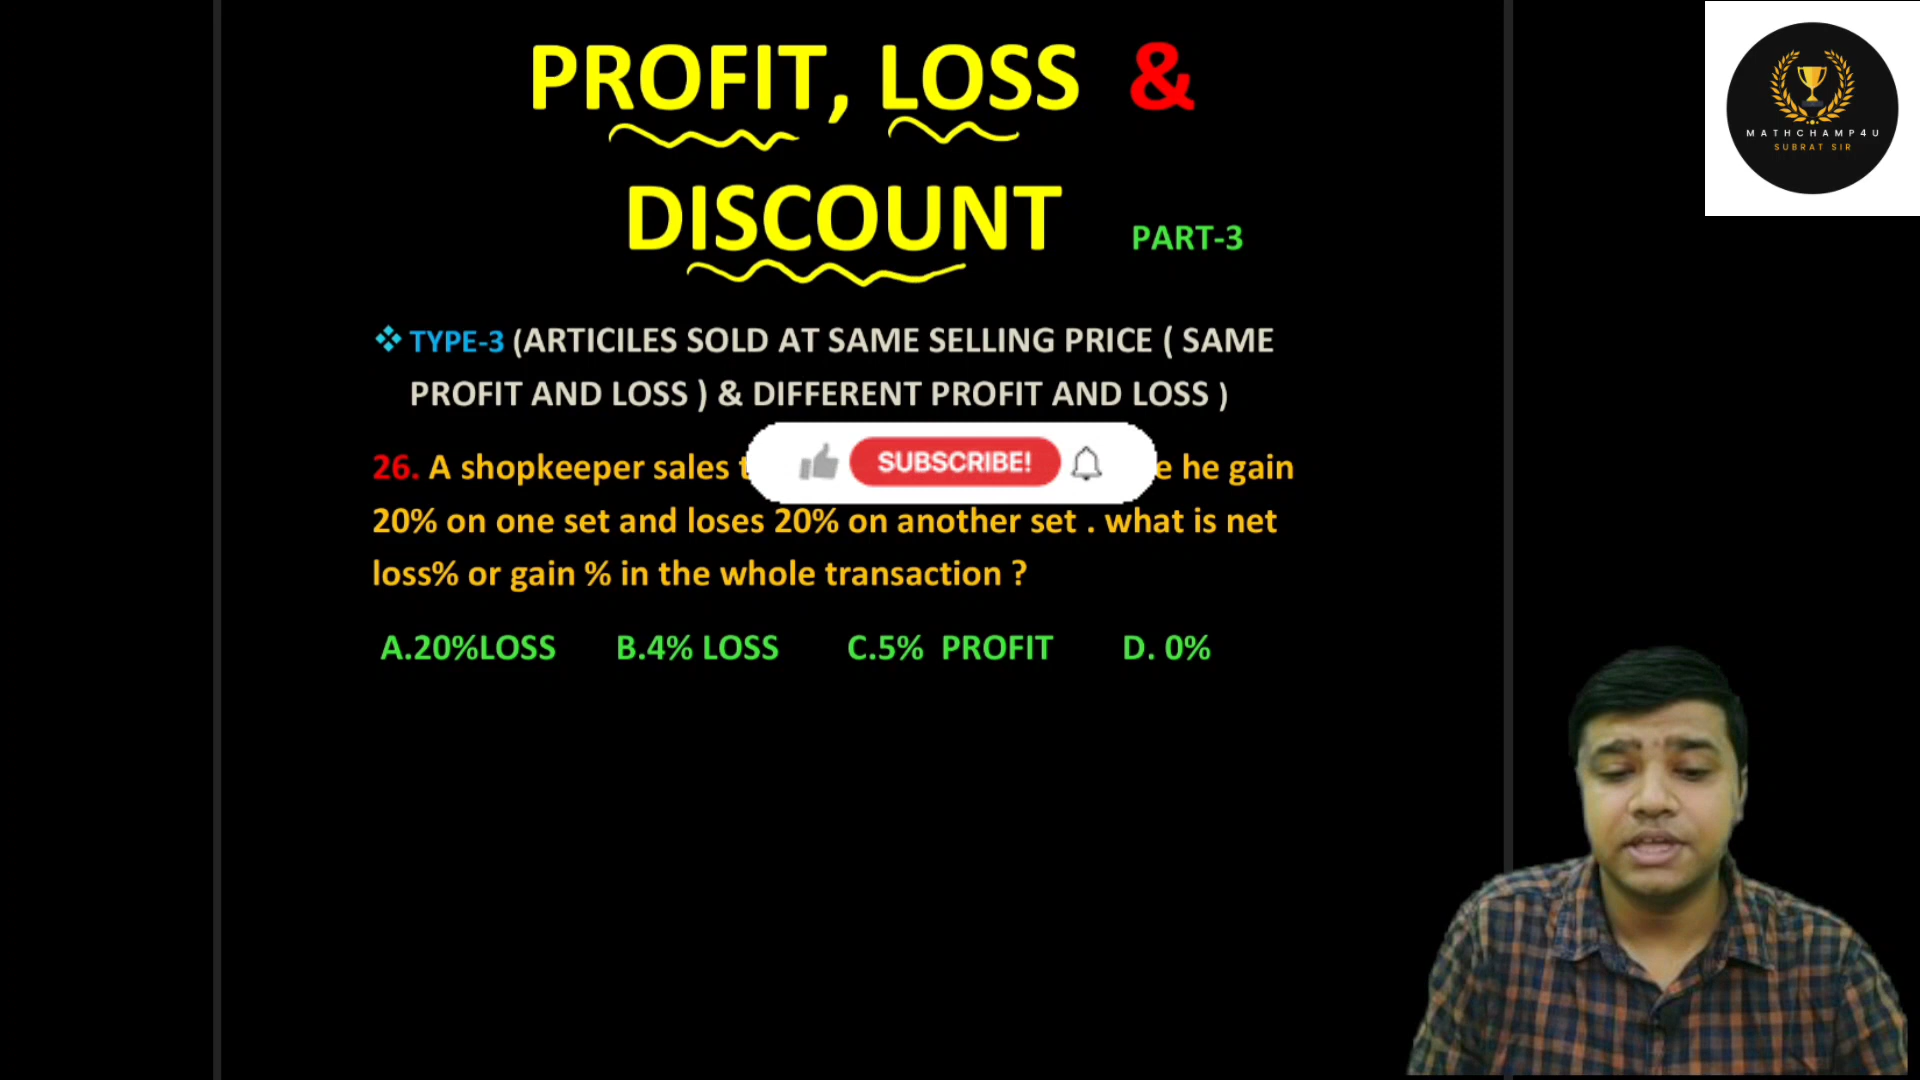 PROFIT, LOSS &
DISCOUNT PART-3
MATHCHAMP4U
SUBRAT SIR
❖ TYPE-3 (ARTICILES SOLD AT SAME SELLING PRICE ( SAME
PROFIT AND LOSS ) & DIFFERENT PROFIT AND LOSS )
26. A shopkeeper sales he gain
SUBSCRIBE!
20% on one set and loses 20% on another set . what is net
loss% or gain % in the whole transaction ?
A.20%LOSS B.4% LOSS C.5% PROFIT D. 0%